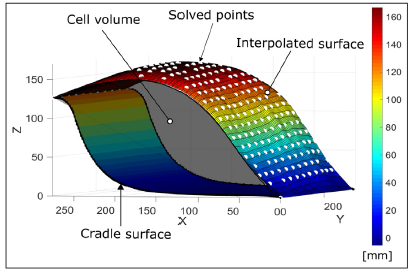 Cell volume
Solved points
Interpolated surface
Z
150
100
50
0
250
200
150
100
50
00
200
X
Y
Cradle surface
160
140
120
100
80
60
40
20
0
[mm]